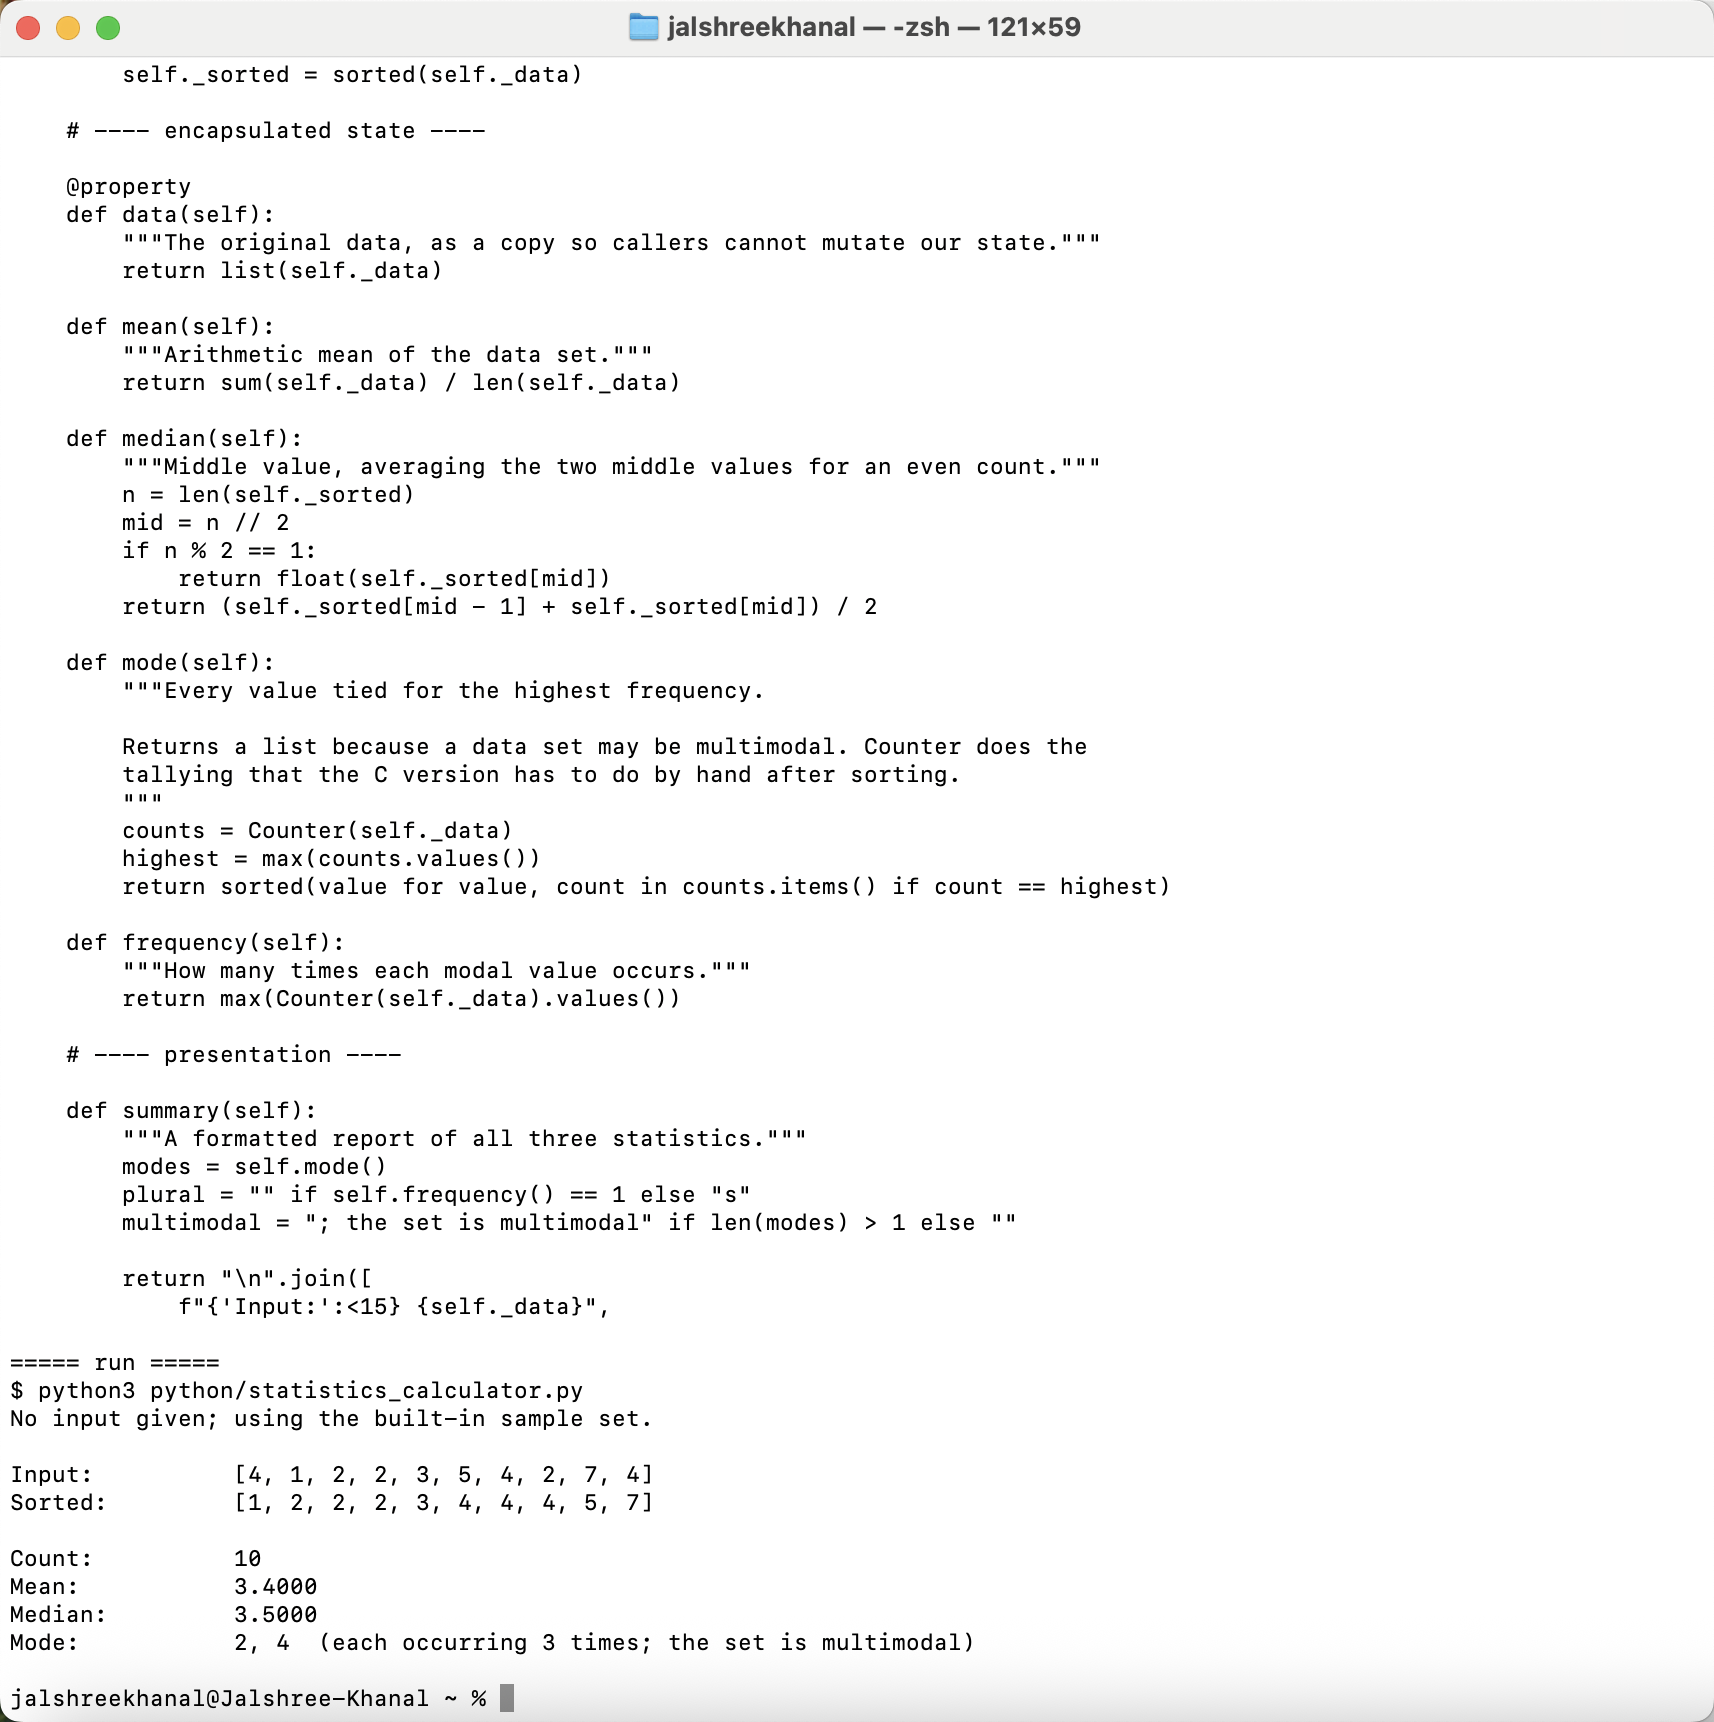 jalshreekhanal — -zsh — 121×59
        self._sorted = sorted(self._data)

    # ---- encapsulated state ----

    @property
    def data(self):
        """The original data, as a copy so callers cannot mutate our state."""
        return list(self._data)

    def mean(self):
        """Arithmetic mean of the data set."""
        return sum(self._data) / len(self._data)

    def median(self):
        """Middle value, averaging the two middle values for an even count."""
        n = len(self._sorted)
        mid = n // 2
        if n % 2 == 1:
            return float(self._sorted[mid])
        return (self._sorted[mid - 1] + self._sorted[mid]) / 2

    def mode(self):
        """Every value tied for the highest frequency.

        Returns a list because a data set may be multimodal. Counter does the
        tallying that the C version has to do by hand after sorting.
        """
        counts = Counter(self._data)
        highest = max(counts.values())
        return sorted(value for value, count in counts.items() if count == highest)

    def frequency(self):
        """How many times each modal value occurs."""
        return max(Counter(self._data).values())

    # ---- presentation ----

    def summary(self):
        """A formatted report of all three statistics."""
        modes = self.mode()
        plural = "" if self.frequency() == 1 else "s"
        multimodal = "; the set is multimodal" if len(modes) > 1 else ""

        return "\n".join([
            f"{'Input:':<15} {self._data}",

===== run =====
$ python3 python/statistics_calculator.py
No input given; using the built-in sample set.

Input:          [4, 1, 2, 2, 3, 5, 4, 2, 7, 4]
Sorted:         [1, 2, 2, 2, 3, 4, 4, 4, 5, 7]

Count:          10
Mean:           3.4000
Median:         3.5000
Mode:           2, 4  (each occurring 3 times; the set is multimodal)

jalshreekhanal@Jalshree-Khanal ~ %